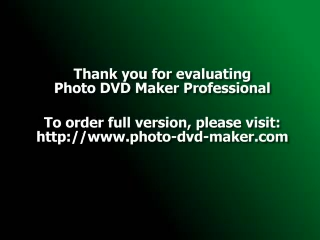 Thank you for evaluating
Photo DVD Maker Professional
To order full version, please visit:
http://www.photo-dvd-maker.com